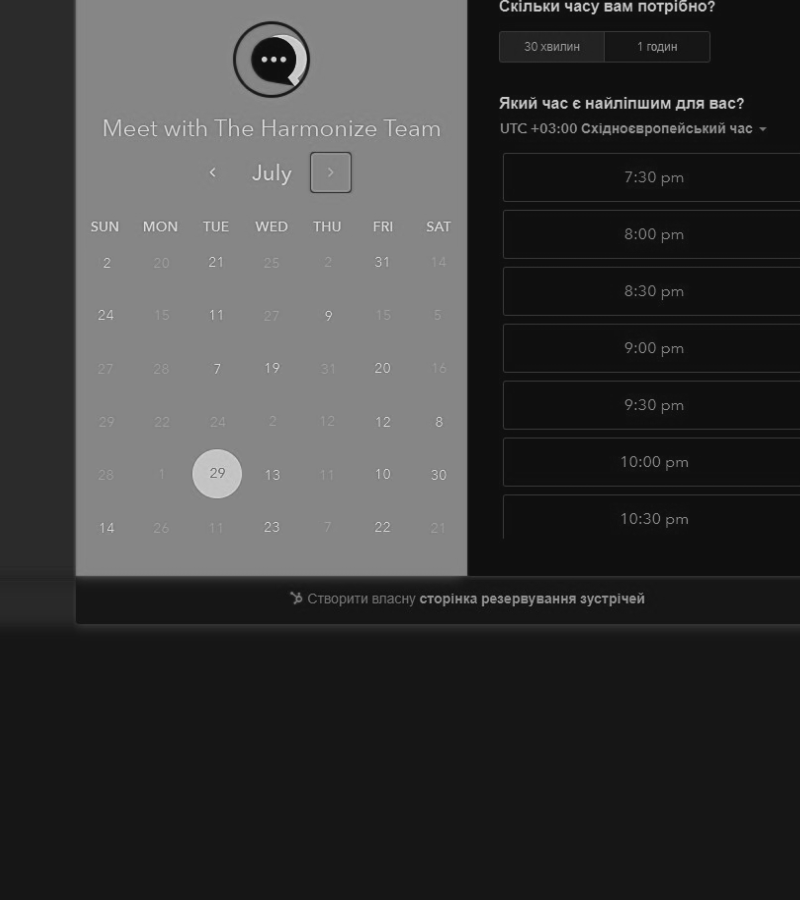 Meet with The Harmonize Team
July
SUN MON TUE WED THU FRI SAT
2 20 21 25 2 31 14
24 15 11 27 9 15 5
27 28 7 19 31 20 16
29 22 24 2 12 12 8
28 1 29 13 11 10 30
14 26 11 23 7 22 21
Скільки часу вам потрібно?
30 хвилин 1 годин
Який час є найліпшим для вас?
UTC +03:00 Східноєвропейський час
7:30 pm
8:00 pm
8:30 pm
9:00 pm
9:30 pm
10:00 pm
10:30 pm
Створити власну сторінка резервування зустрічей